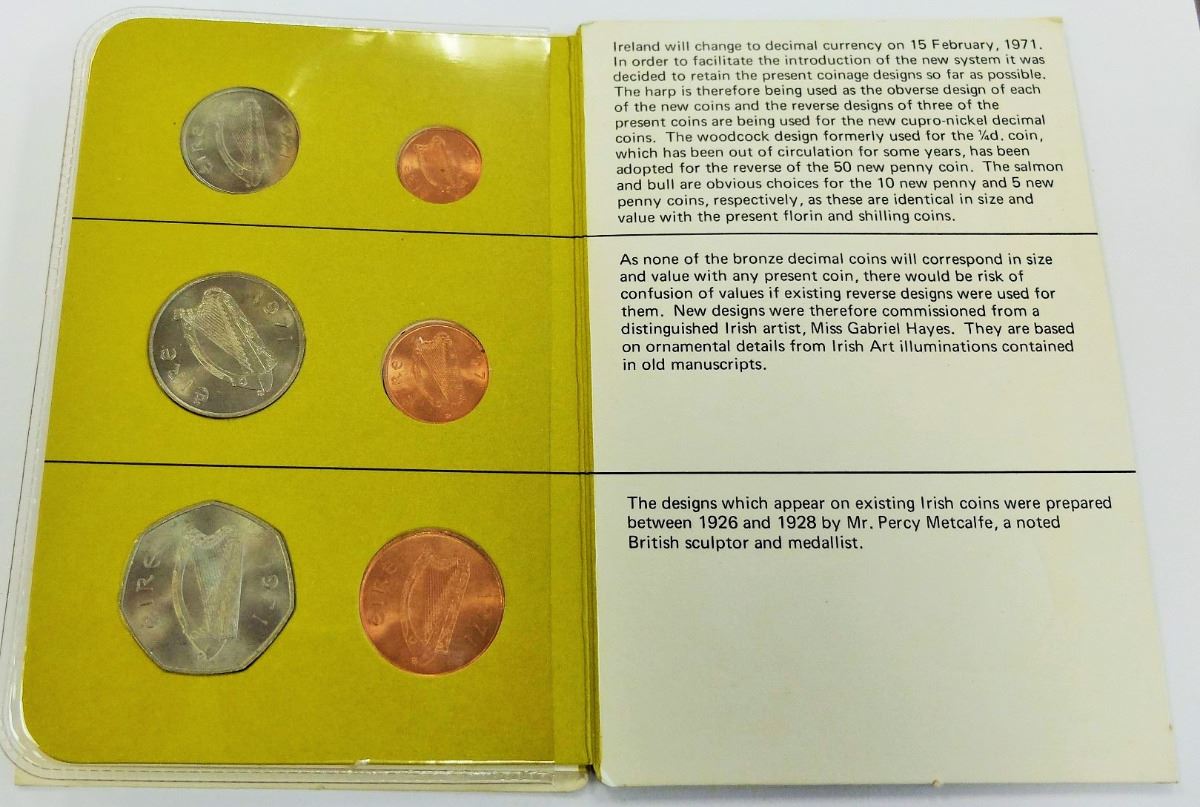 Ireland will change to decimal currency on 15 February, 1971.
In order to facilitate the introduction of the new system it was
decided to retain the present coinage designs so far as possible.
The harp is therefore being used as the obverse design of each
of the new coins and the reverse designs of three of the
present coins are being used for the new cupro-nickel decimal
coins. The woodcock design formerly used for the ¼d. coin,
which has been out of circulation for some years, has been
adopted for the reverse of the 50 new penny coin. The salmon
and bull are obvious choices for the 10 new penny and 5 new
penny coins, respectively, as these are identical in size and
value with the present florin and shilling coins.
As none of the bronze decimal coins will correspond in size
and value with any present coin, there would be risk of
confusion of values if existing reverse designs were used for
them. New designs were therefore commissioned from a
distinguished Irish artist, Miss Gabriel Hayes. They are based
on ornamental details from Irish Art illuminations contained
in old manuscripts.
The designs which appear on existing Irish coins were prepared
between 1926 and 1928 by Mr. Percy Metcalfe, a noted
British sculptor and medallist.
éire
éire 1971
éire
éire 1971
éire 1971